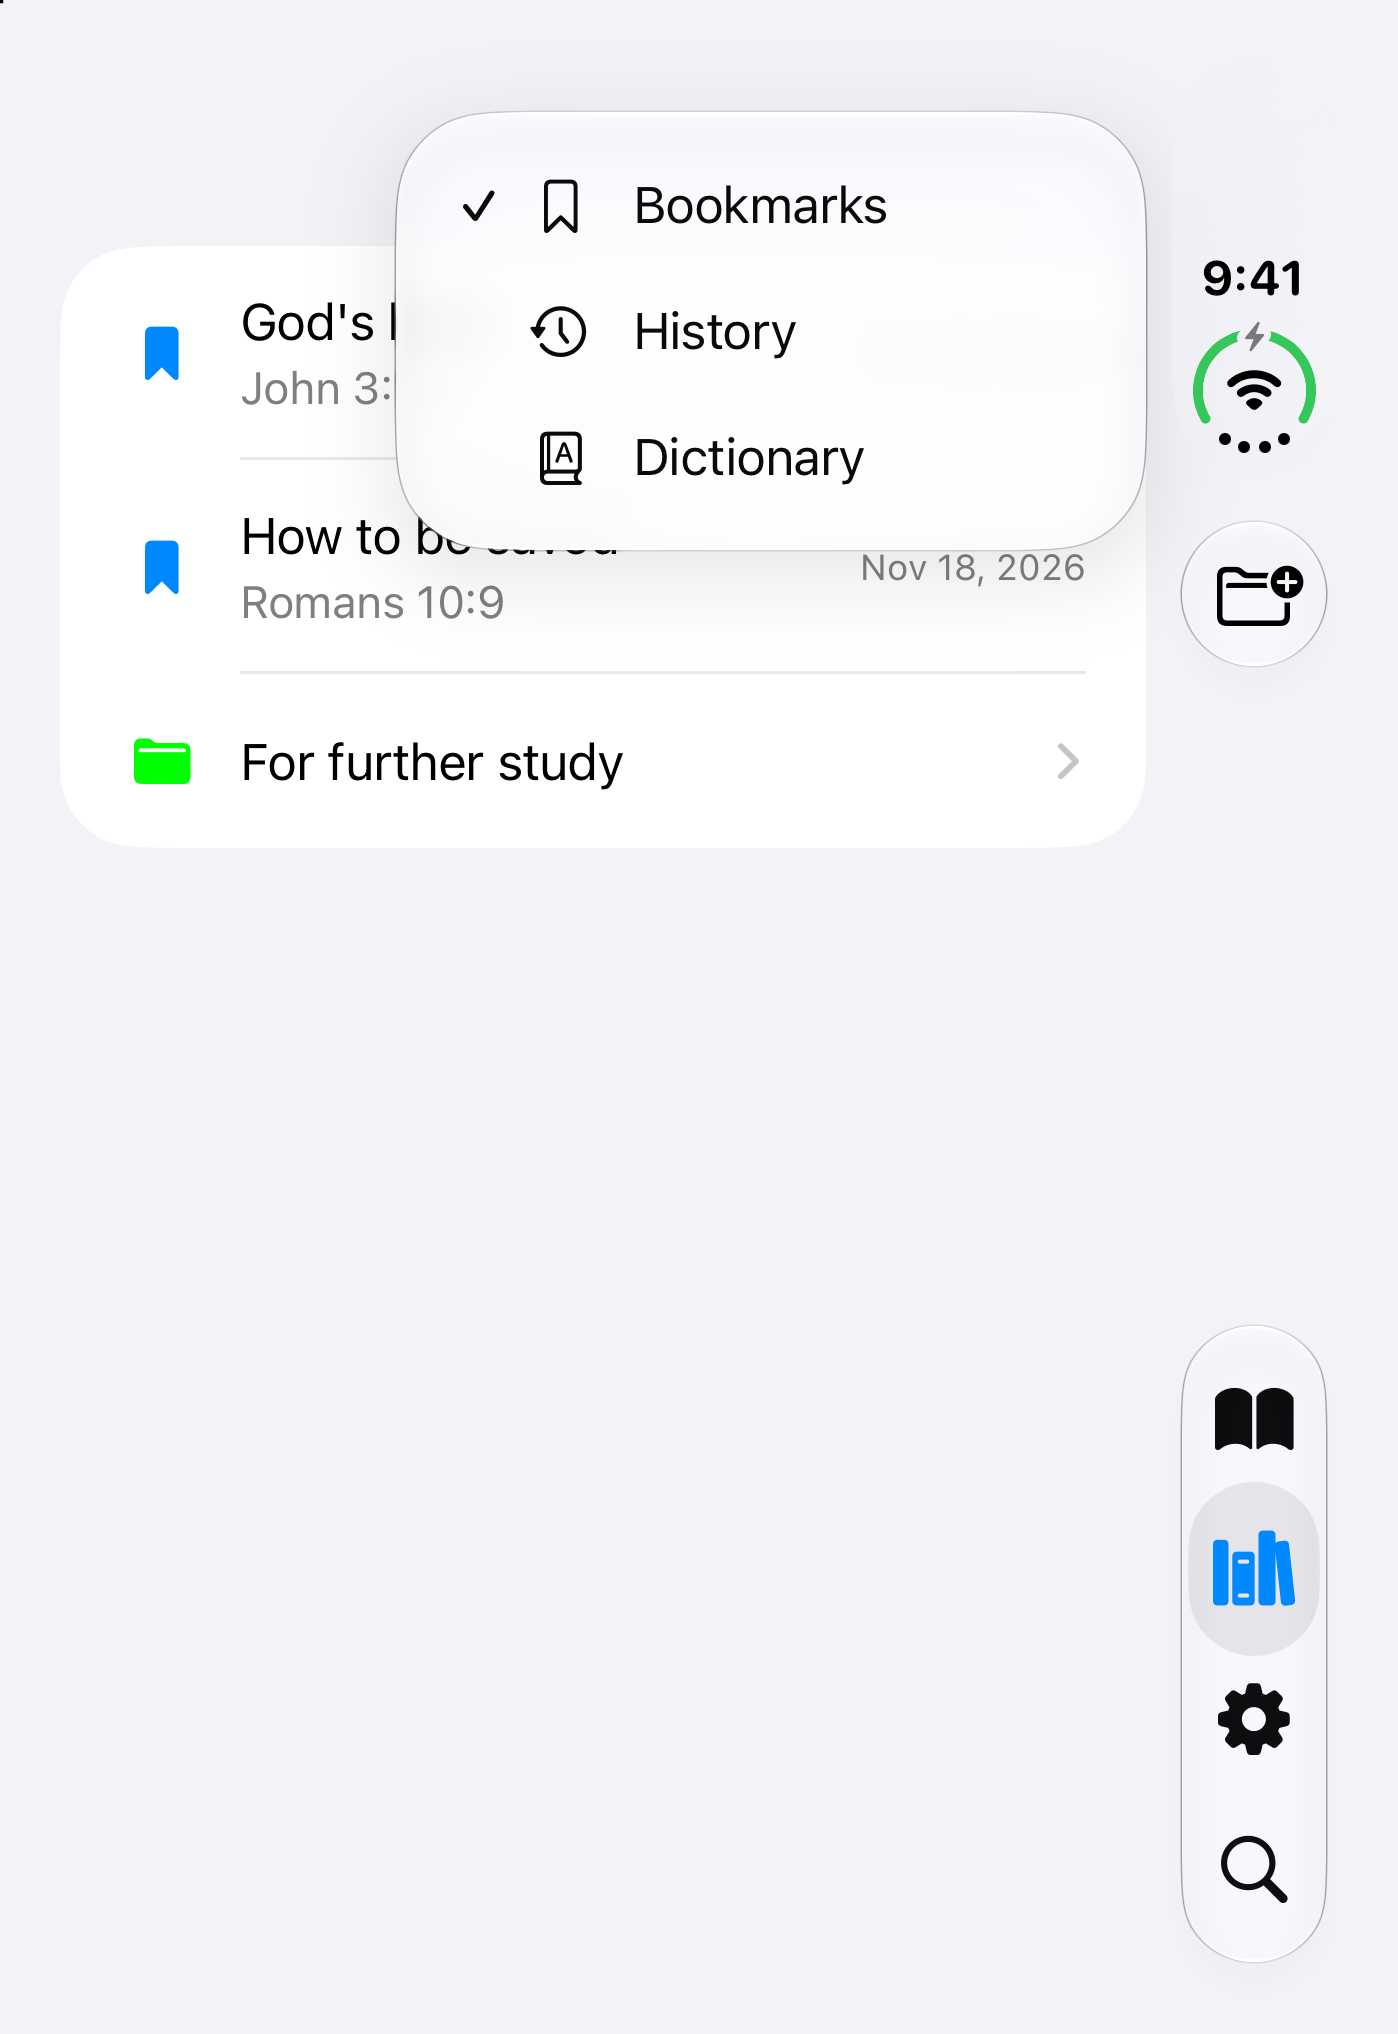 Bookmarks
History
Dictionary
9:41
God's
John 3:
How to be saved
Romans 10:9
Nov 18, 2026
For further study